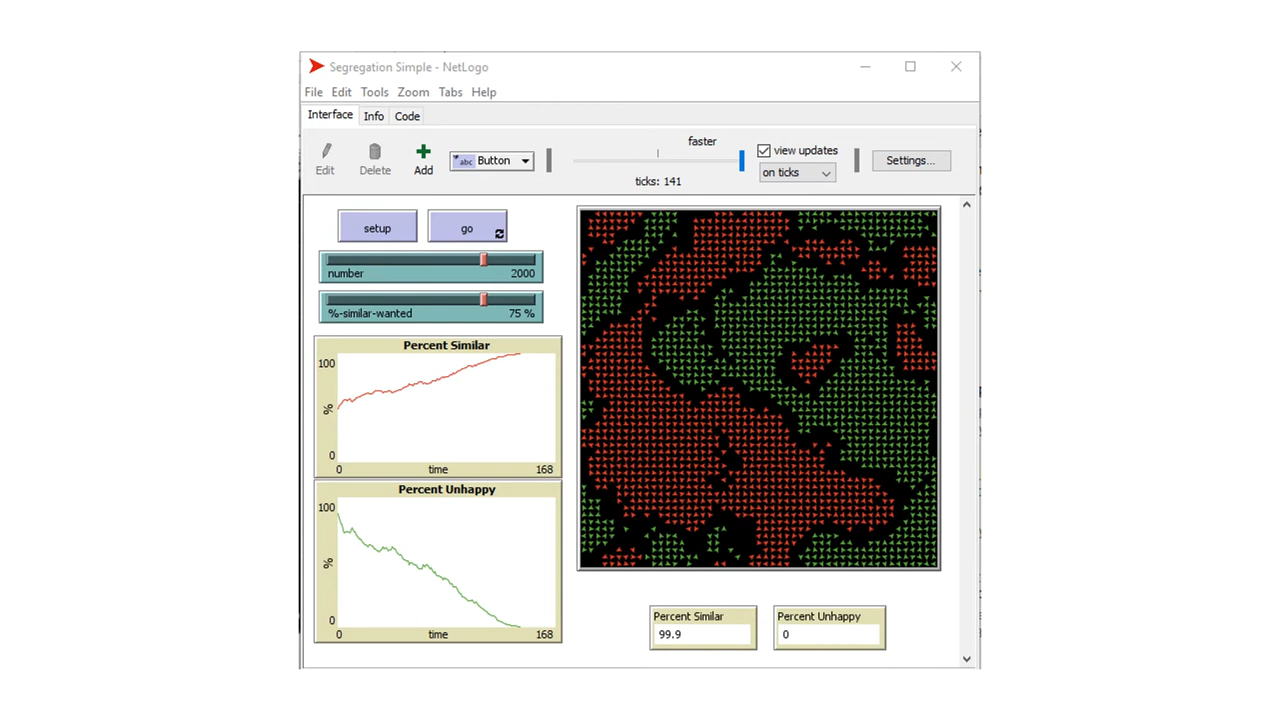 Segregation Simple - NetLogo
File Edit Tools Zoom Tabs Help
Interface Info Code
Edit Delete Add abc Button faster view updates Settings...
ticks: 141 on ticks
setup go
number 2000
%-similar-wanted 75 %
Percent Similar
100
%
0
0 time 168
Percent Unhappy
100
%
0
0 time 168
Percent Similar Percent Unhappy
99.9 0